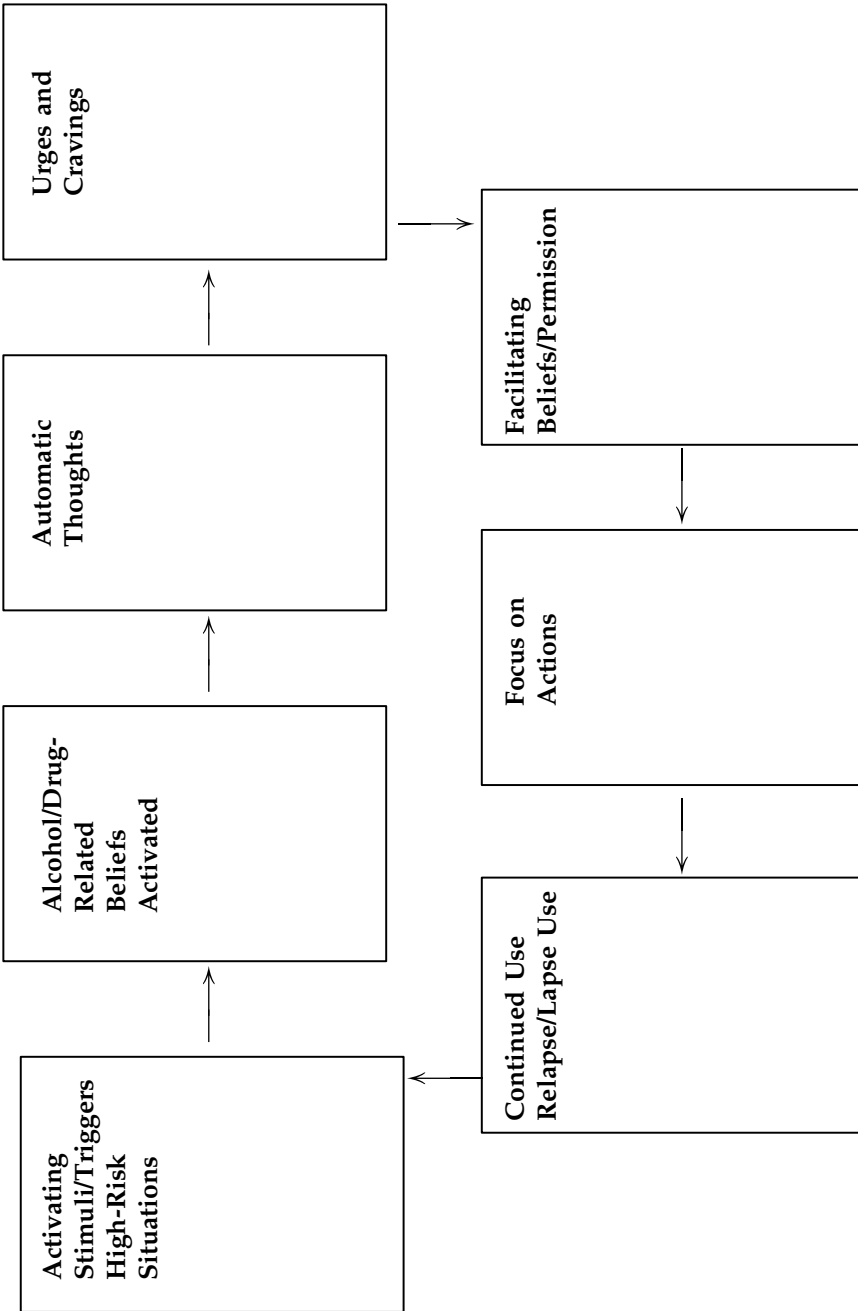 Activating
Stimuli/Triggers
High-Risk
Situations
Alcohol/Drug-
Related
Beliefs
Activated
Automatic
Thoughts
Urges and
Cravings
Facilitating
Beliefs/Permission
Focus on
Actions
Continued Use
Relapse/Lapse Use